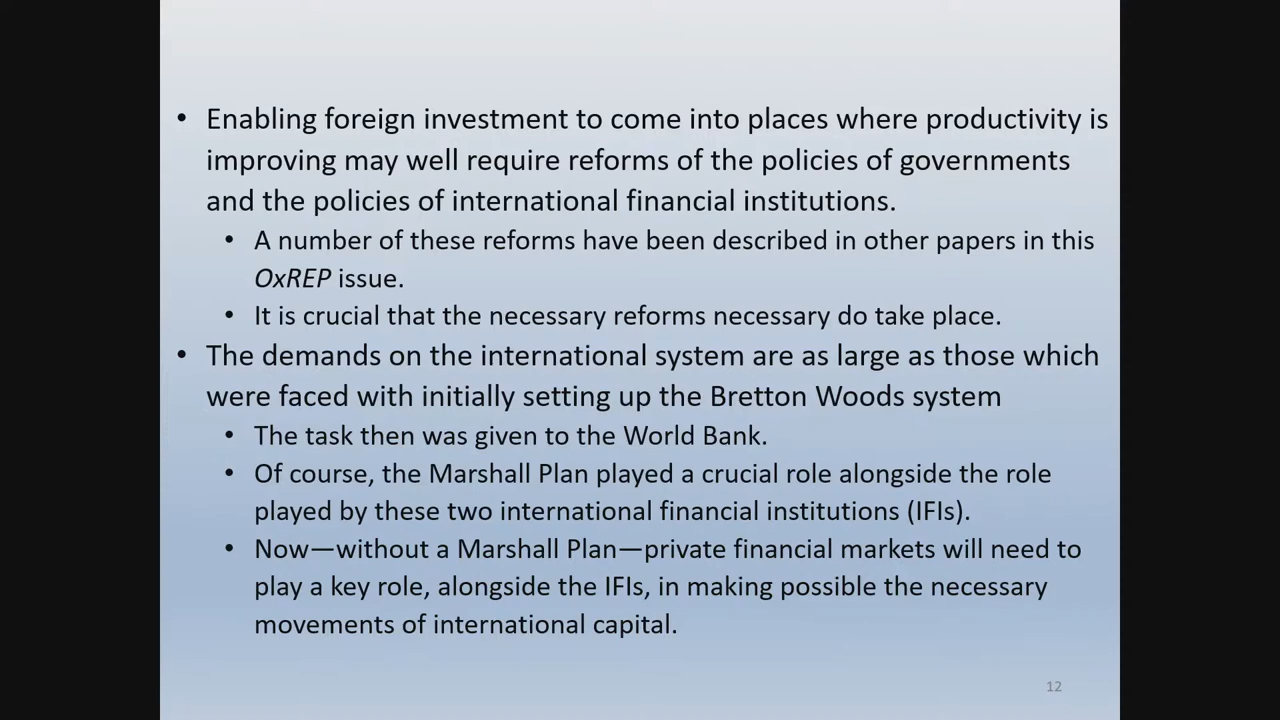 • Enabling foreign investment to come into places where productivity is
improving may well require reforms of the policies of governments
and the policies of international financial institutions.
• A number of these reforms have been described in other papers in this
OxREP issue.
• It is crucial that the necessary reforms necessary do take place.
• The demands on the international system are as large as those which
were faced with initially setting up the Bretton Woods system
• The task then was given to the World Bank.
• Of course, the Marshall Plan played a crucial role alongside the role
played by these two international financial institutions (IFIs).
• Now—without a Marshall Plan—private financial markets will need to
play a key role, alongside the IFIs, in making possible the necessary
movements of international capital.
12